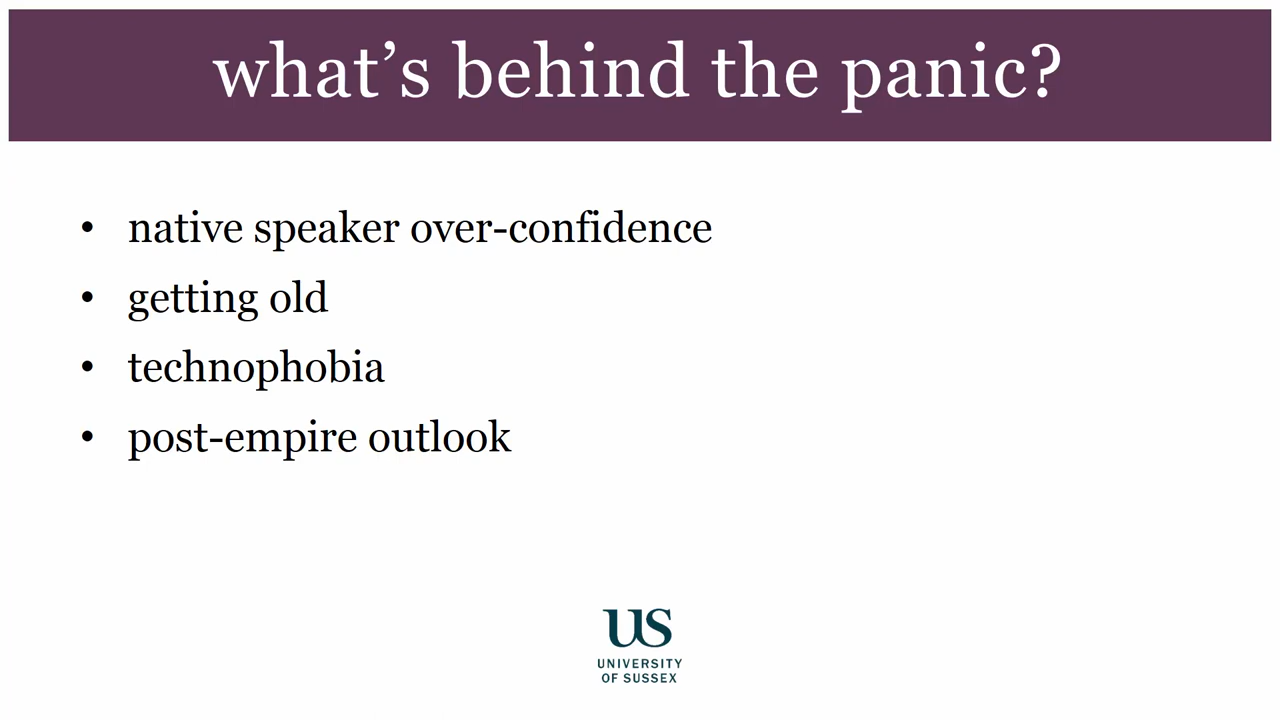 what’s behind the panic?
• native speaker over-confidence
• getting old
• technophobia
• post-empire outlook
US
UNIVERSITY
OF SUSSEX